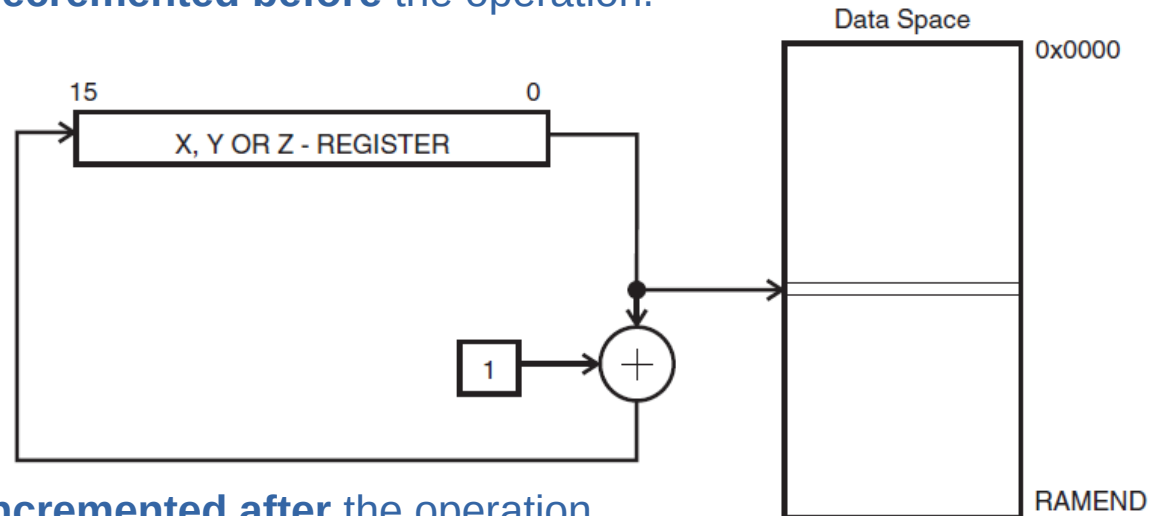 ecremented before the operation.
Data Space
0x0000
15 0
X, Y OR Z - REGISTER
1
+
RAMEND
ncremented after the operation